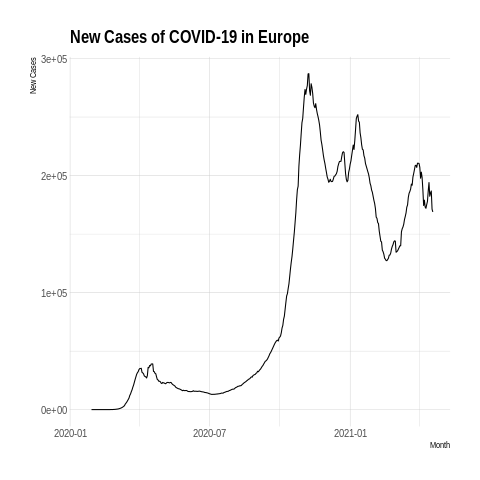 New Cases of COVID-19 in Europe
New Cases
3e+05
2e+05
1e+05
0e+00
2020-01
2020-07
2021-01
Month